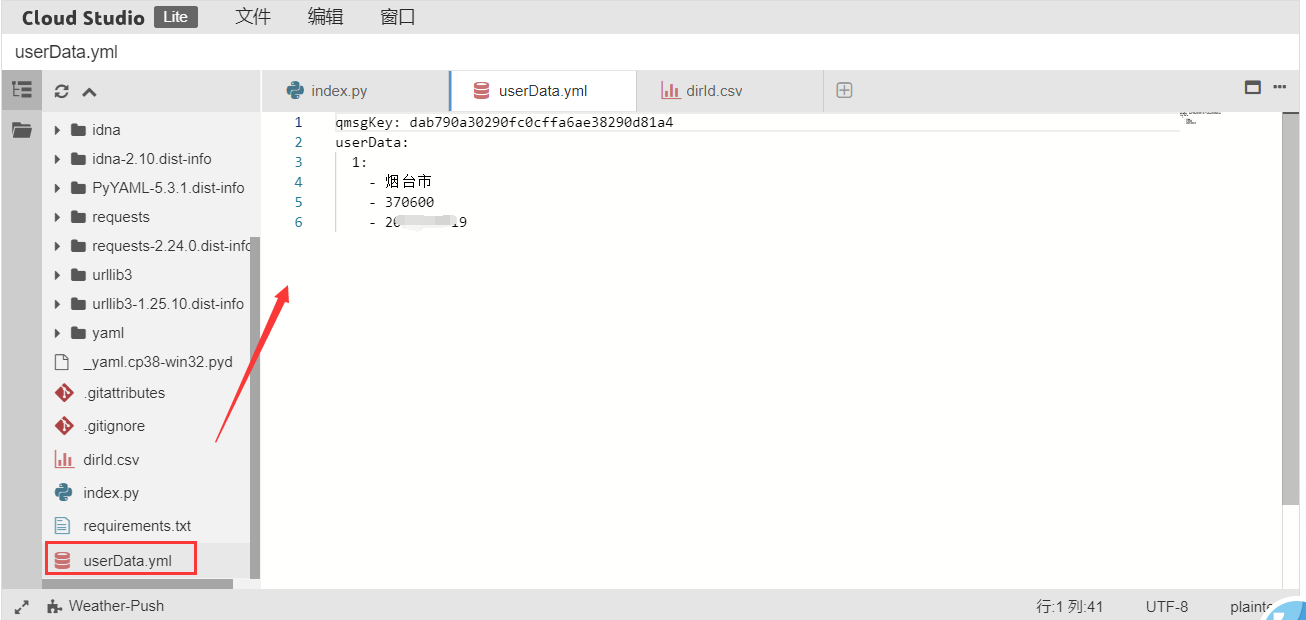 Cloud Studio Lite 文件 编辑 窗口
userData.yml
index.py userData.yml dirId.csv
idna
idna-2.10.dist-info
PyYAML-5.3.1.dist-info
requests
requests-2.24.0.dist-info
urllib3
urllib3-1.25.10.dist-info
yaml
_yaml.cp38-win32.pyd
.gitattributes
.gitignore
dirId.csv
index.py
requirements.txt
userData.yml
1 qmsgKey: dab790a30290fc0cffa6ae38290d81a4
2 userData:
3 1:
4 - 烟台市
5 - 370600
6 - 2 19
Weather-Push 行:1 列:41 UTF-8 plainte